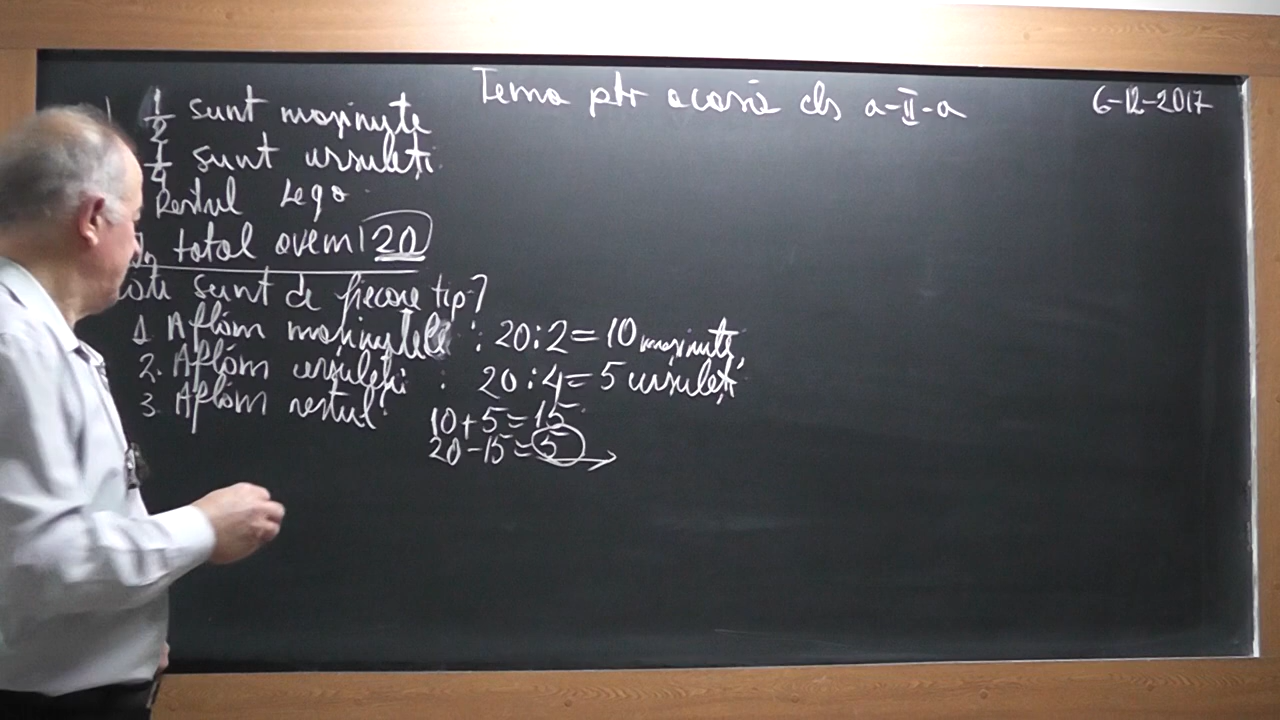 Tema ptr acasă cls a-II-a
6-12-2017
1/2 sunt mașinuțe
1/4 sunt ursuleți
Restul Lego
total avem 20
sunt de fiecare tip?
1. Aflăm mașinuțele : 20:2=10 mașinuțe
2. Aflăm ursuleți : 20:4=5 ursuleți
3. Aflăm restul
10+5=15
20-15=5